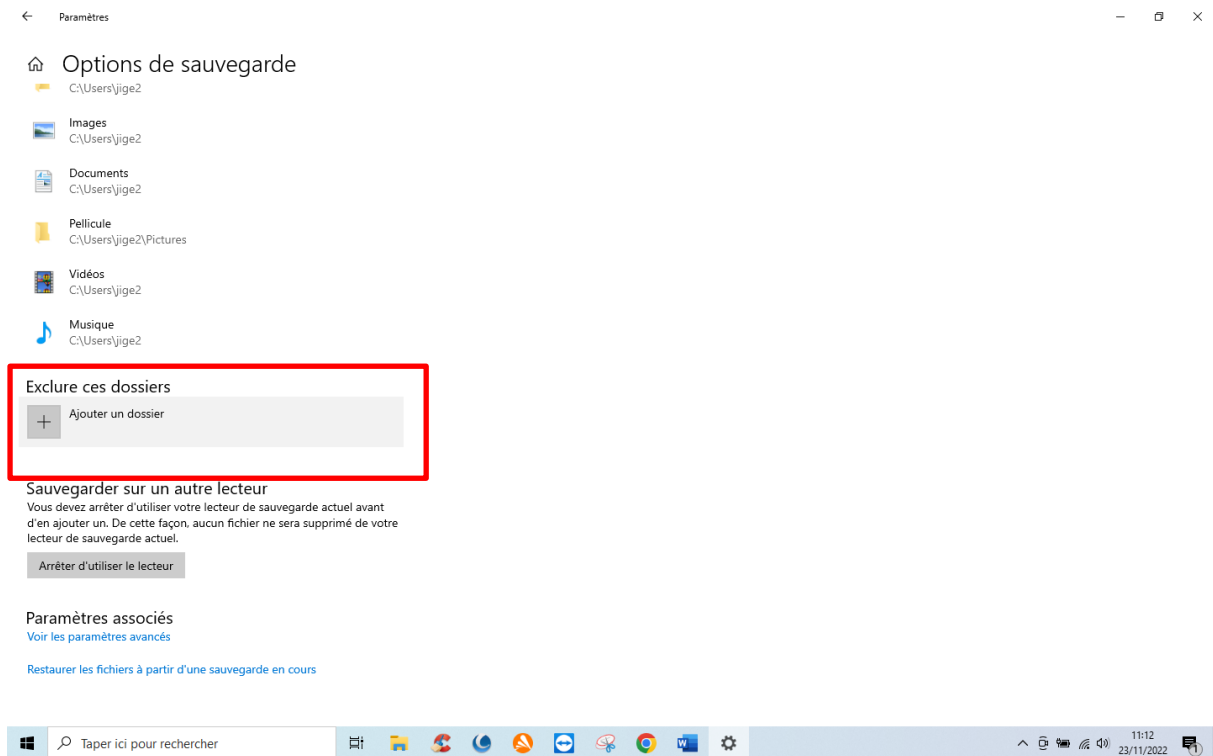 Paramètres
Options de sauvegarde
C:\Users\jige2
Images
C:\Users\jige2
Documents
C:\Users\jige2
Pellicule
C:\Users\jige2\Pictures
Vidéos
C:\Users\jige2
Musique
C:\Users\jige2
Exclure ces dossiers
Ajouter un dossier
Sauvegarder sur un autre lecteur
Vous devez arrêter d'utiliser votre lecteur de sauvegarde actuel avant
d'en ajouter un. De cette façon, aucun fichier ne sera supprimé de votre
lecteur de sauvegarde actuel.
Arrêter d'utiliser le lecteur
Paramètres associés
Voir les paramètres avancés
Restaurer les fichiers à partir d'une sauvegarde en cours
Taper ici pour rechercher
11:12
23/11/2022
1